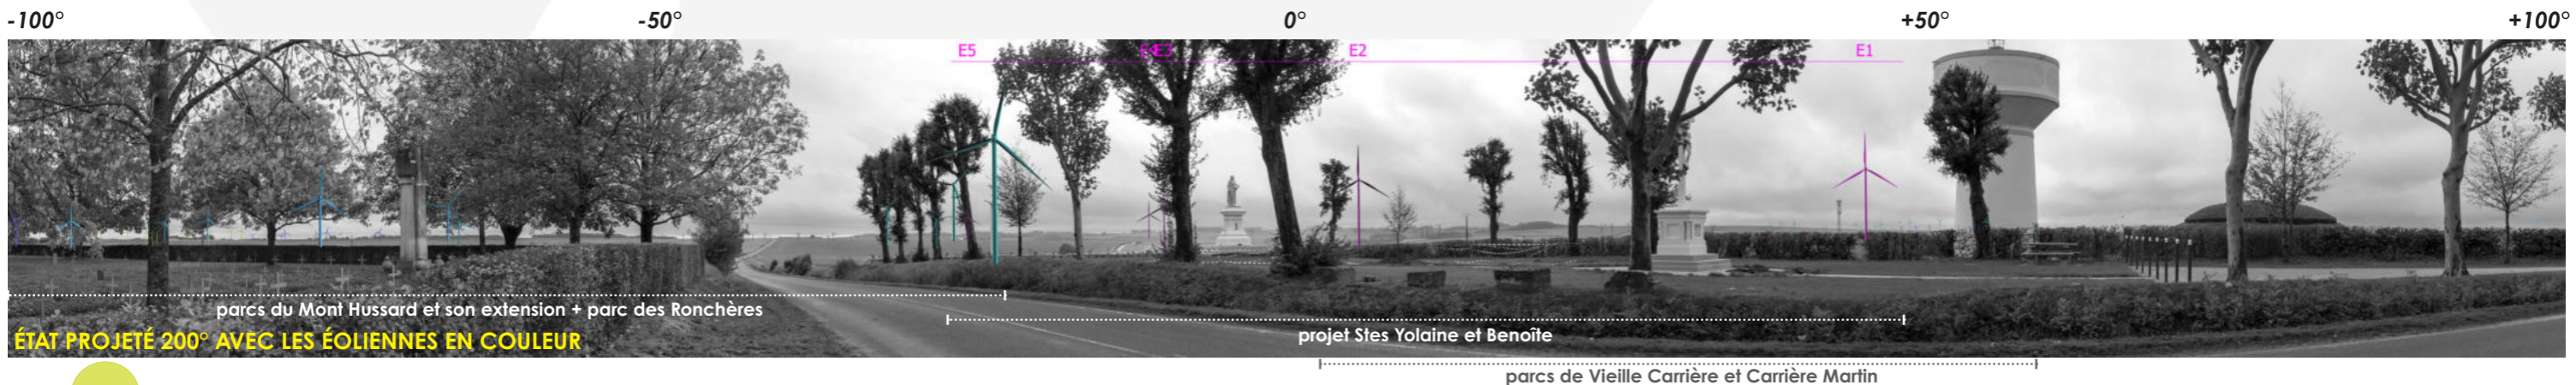 -100°
-50°
0°
+50°
+100°
E5
E3
E2
E1
parcs du Mont Hussard et son extension + parc des Ronchères
projet Stes Yolaine et Benoîte
ÉTAT PROJETÉ 200° AVEC LES ÉOLIENNES EN COULEUR
parcs de Vieille Carrière et Carrière Martin